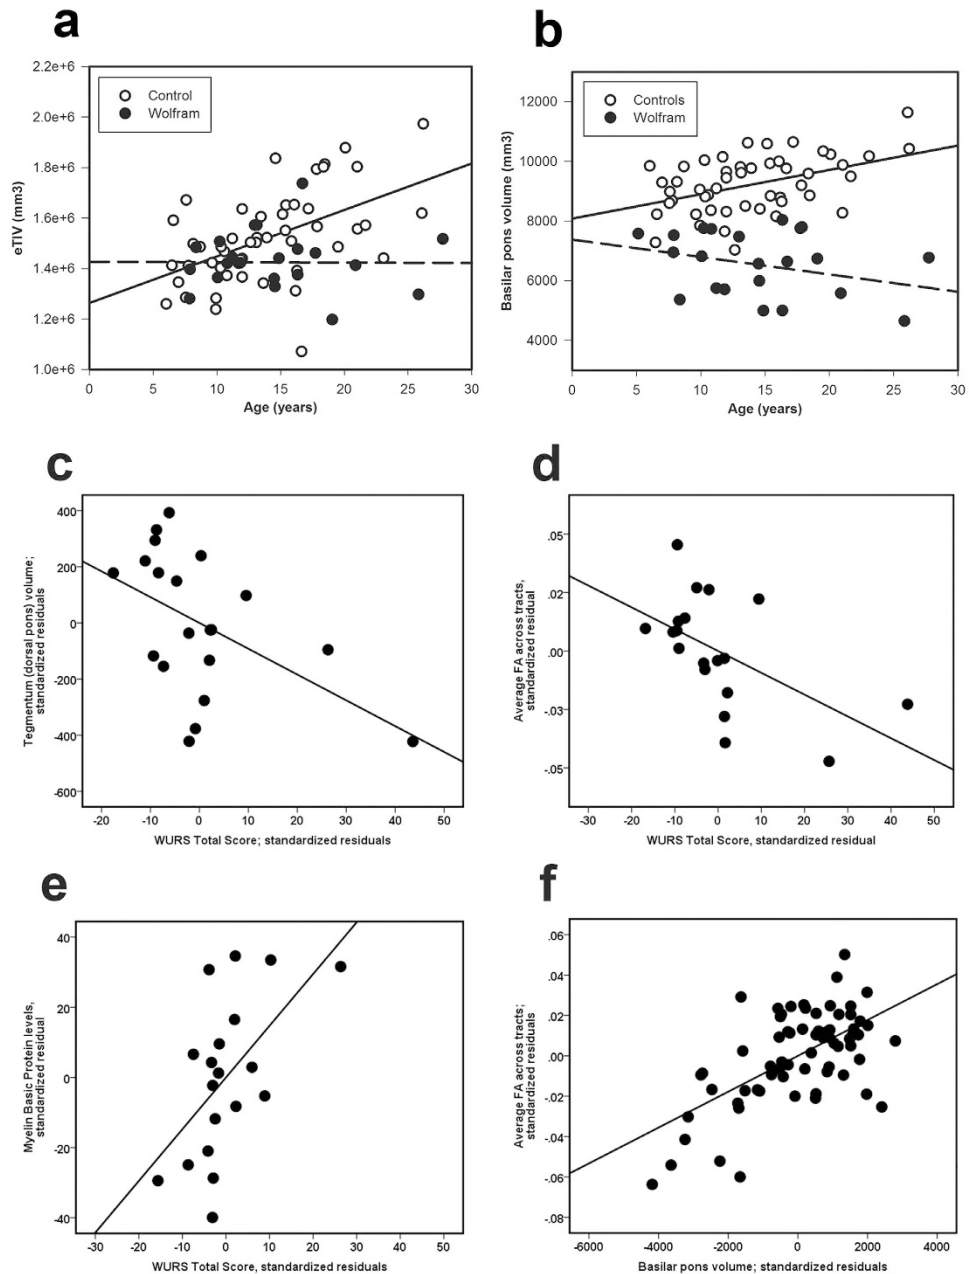 a
2.2e+6
2.0e+6
1.8e+6
1.6e+6
1.4e+6
1.2e+6
1.0e+6
eTIV (mm3)
Control
Wolfram
0 5 10 15 20 25 30
Age (years)
b
12000
10000
8000
6000
4000
Basilar pons volume (mm3)
Controls
Wolfram
0 5 10 15 20 25 30
Age (years)
c
400
200
0
-200
-400
-600
Tegmentum (dorsal pons) volume;
standardized residuals
-20 -10 0 10 20 30 40 50
WURS Total Score; standardized residuals
d
.05
.02
.00
-.03
-.05
Average FA across tracts,
standardized residual
-30 -20 -10 0 10 20 30 40 50
WURS Total Score, standardized residual
e
40
20
0
-20
-40
Myelin Basic Protein levels,
standardized residual
-30 -20 -10 0 10 20 30 40 50
WURS Total Score, standardized residuals
f
.06
.04
.02
.00
-.02
-.04
-.06
-.08
Average FA across tracts;
standardized residuals
-6000 -4000 -2000 0 2000 4000
Basilar pons volume; standardized residuals